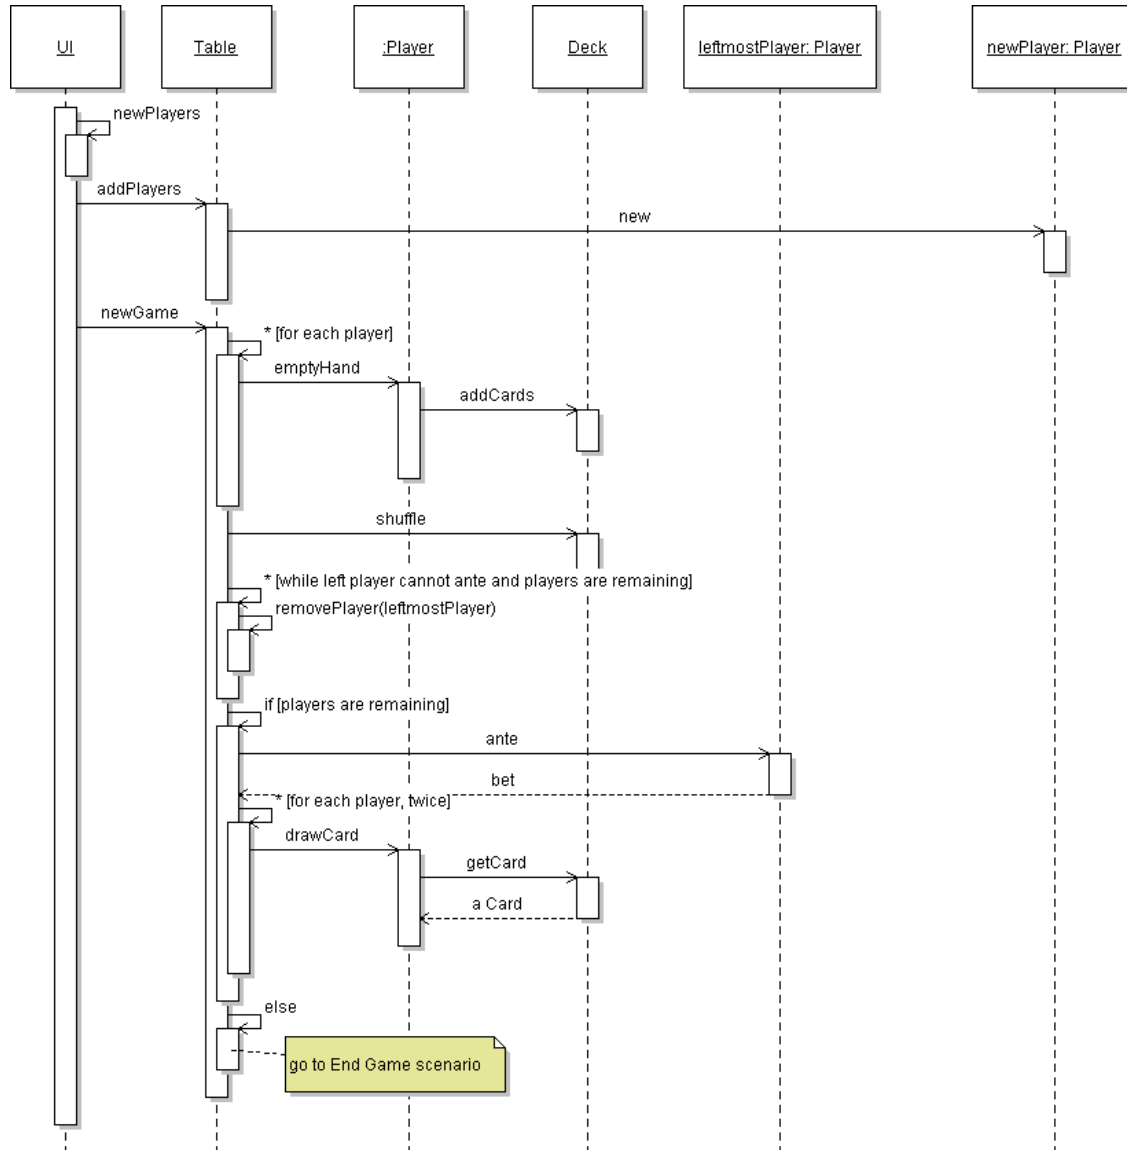 UI
Table
:Player
Deck
leftmostPlayer: Player
newPlayer: Player
newPlayers
addPlayers
new
newGame
* [for each player]
emptyHand
addCards
shuffle
* [while left player cannot ante and players are remaining]
removePlayer(leftmostPlayer)
if [players are remaining]
ante
bet
* [for each player, twice]
drawCard
getCard
a Card
else
go to End Game scenario